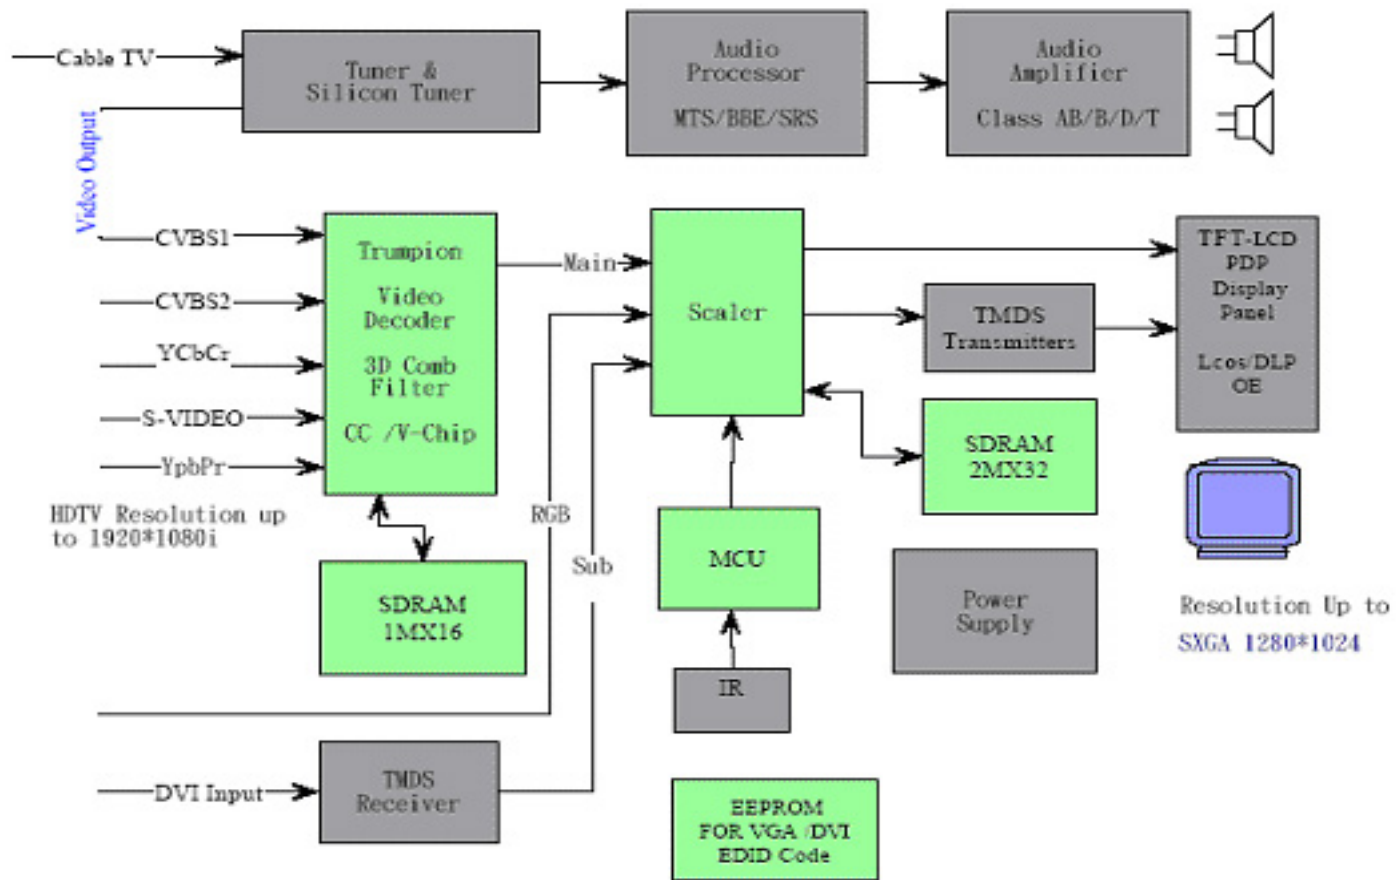 Cable TV
Tuner &
Silicon Tuner
Audio
Processor
MTS/BBE/SRS
Audio
Amplifier
Class AB/B/D/T
Video Output
CVBS1
CVBS2
YCbCr
S-VIDEO
YpbPr
HDTV Resolution up
to 1920*1080i
Trumpion
Video
Decoder
3D Comb
Filter
CC /V-Chip
SDRAM
1MX16
Main
RGB
Sub
Scaler
TMDS
Transmitters
TFT-LCD
PDP
Display
Panel
Lcos/DLP
OE
SDRAM
2MX32
MCU
IR
Power
Supply
Resolution Up to
SXGA 1280*1024
DVI Input
TMDS
Receiver
EEPROM
FOR VGA /DVI
EDID Code